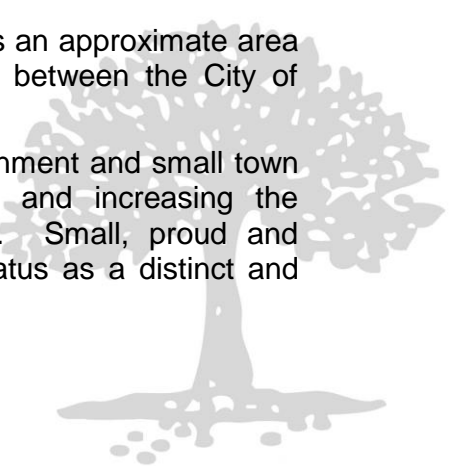 s an approximate area
between the City of
nment and small town
and increasing the
. Small, proud and
atus as a distinct and